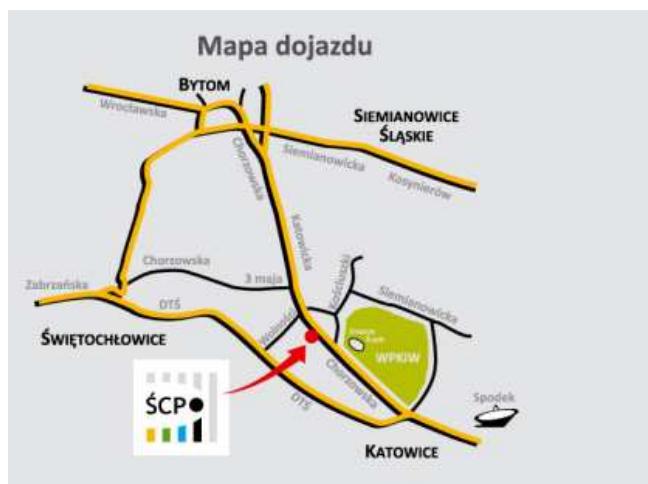 Mapa dojazdu
BYTOM
Wrocławska
SIEMIANOWICE
ŚLĄSKIE
Chorzowska
Siemianowicka
Kosynierów
Katowicka
Chorzowska
3 maja
Kościuszki
Siemianowicka
Zabrzańska
DTŚ
Wolności
ŚWIĘTOCHŁOWICE
WPKIW
ŚCP
Chorzowska
DTŚ
Spodek
KATOWICE